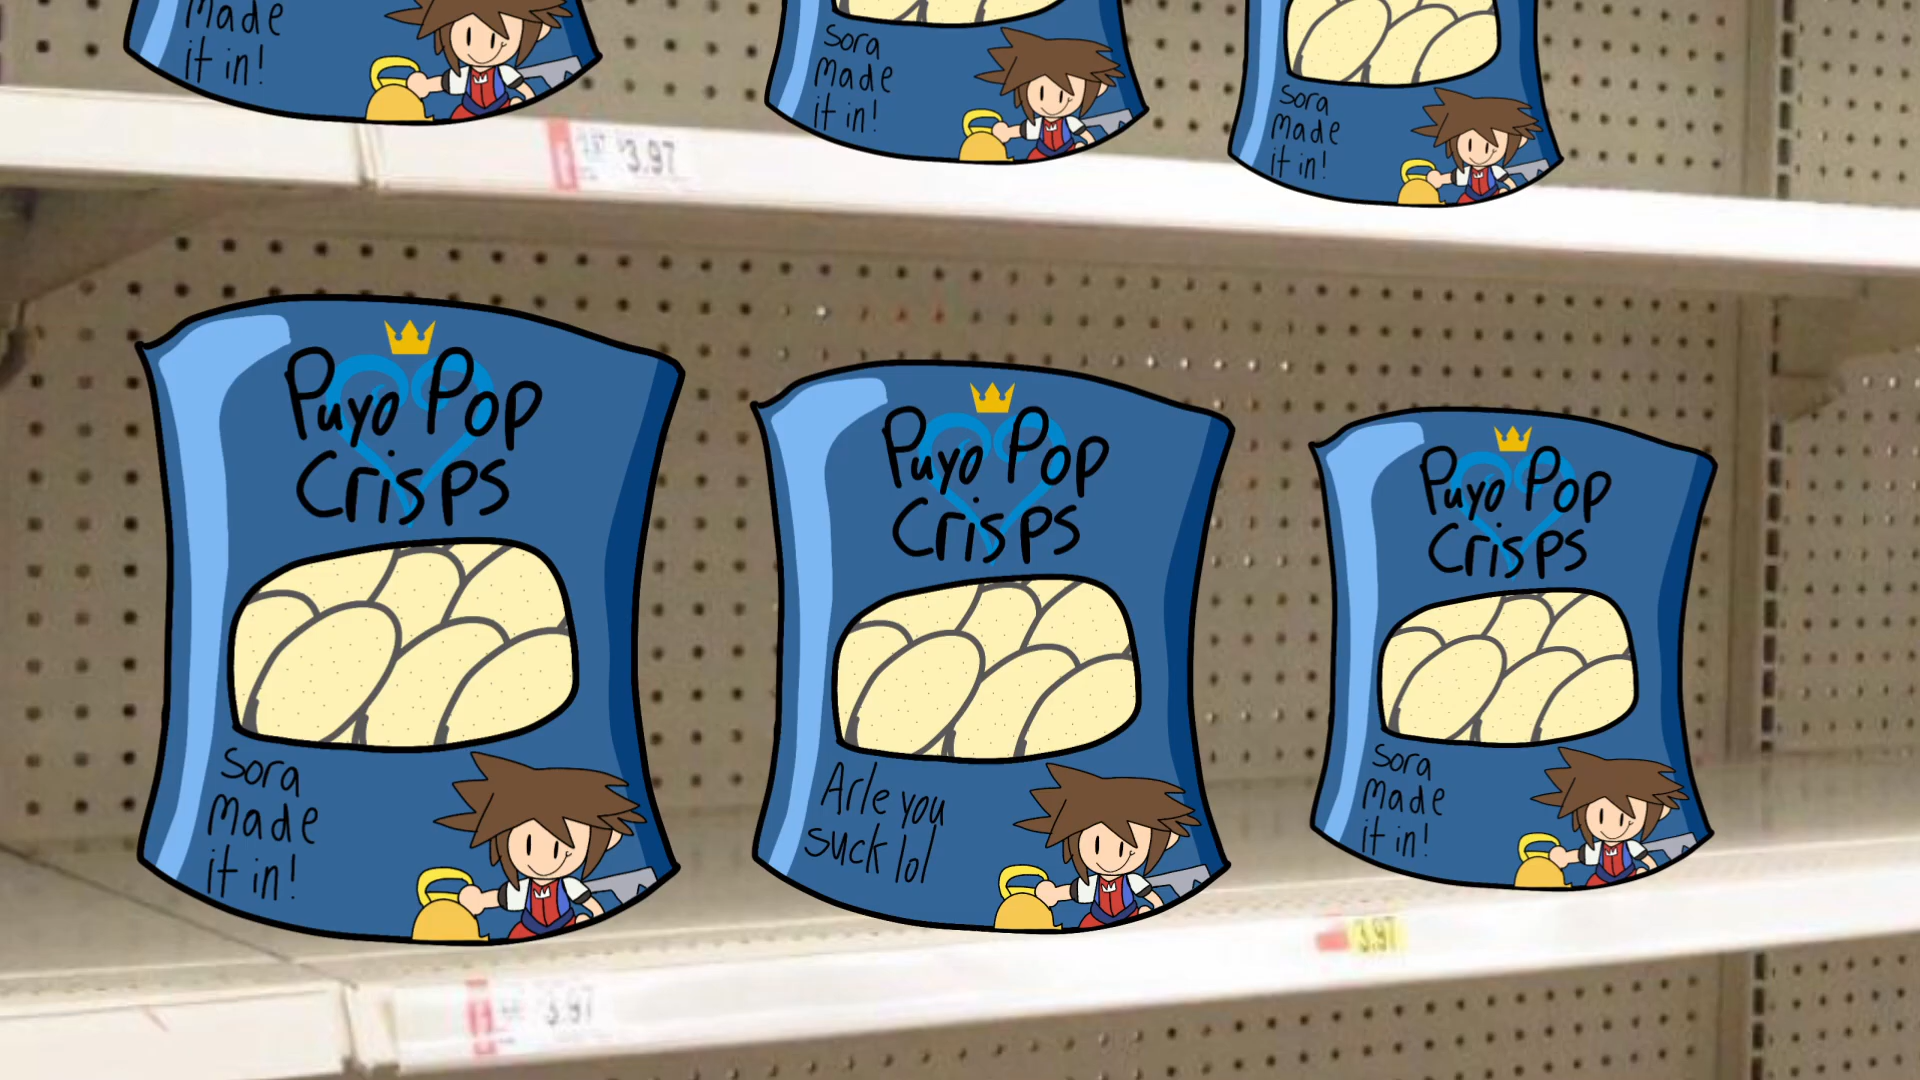 Made
it in!
Sora
Made
it in!
Sora
Made
it in!
3.97
Puyo Pop
Crisps
Sora
Made
it in!
Puyo Pop
Crisps
Arle you
suck lol
Puyo Pop
Crisps
Sora
Made
it in!
3.97
3.97